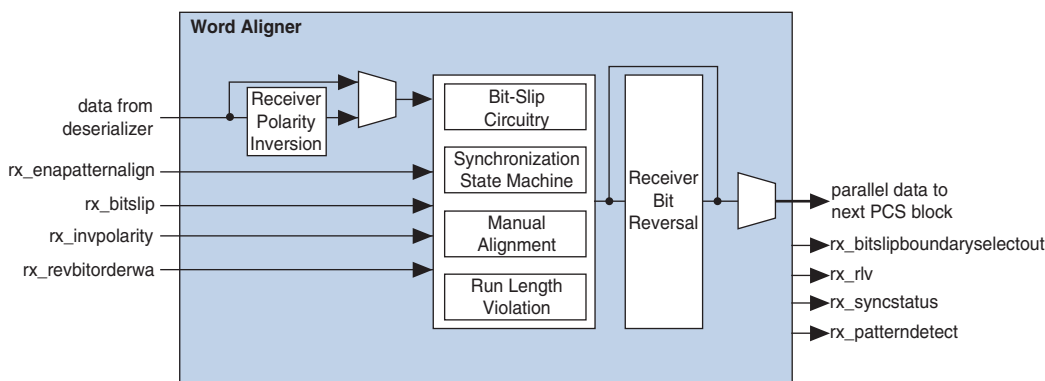 Word Aligner
data from
deserializer
Receiver
Polarity
Inversion
rx_enapatternalign
rx_bitslip
rx_invpolarity
rx_revbitorderwa
Bit-Slip
Circuitry
Synchronization
State Machine
Manual
Alignment
Run Length
Violation
Receiver
Bit
Reversal
parallel data to
next PCS block
rx_bitslipboundaryselectout
rx_rlv
rx_syncstatus
rx_patterndetect